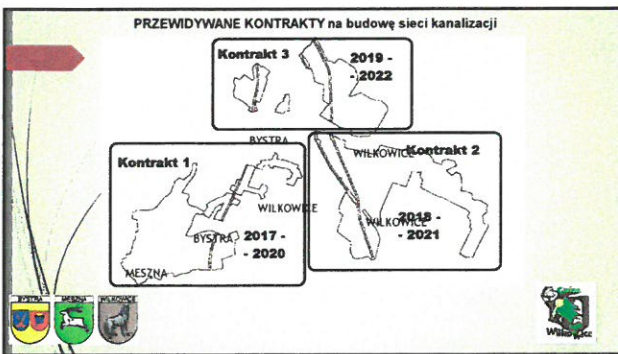 PRZEWIDYWANE KONTRAKTY na budowę sieci kanalizacji
Kontrakt 3
2019 -
- 2022
BYSTRA
Kontrakt 1
WILKOWICE
BYSTRA
2017 -
- 2020
MESZNA
WILKOWICE
Kontrakt 2
WILKOWICE
2018 -
- 2021
BYSTRA
MESZNA
WILKOWICE
Gmina
Wilkowice